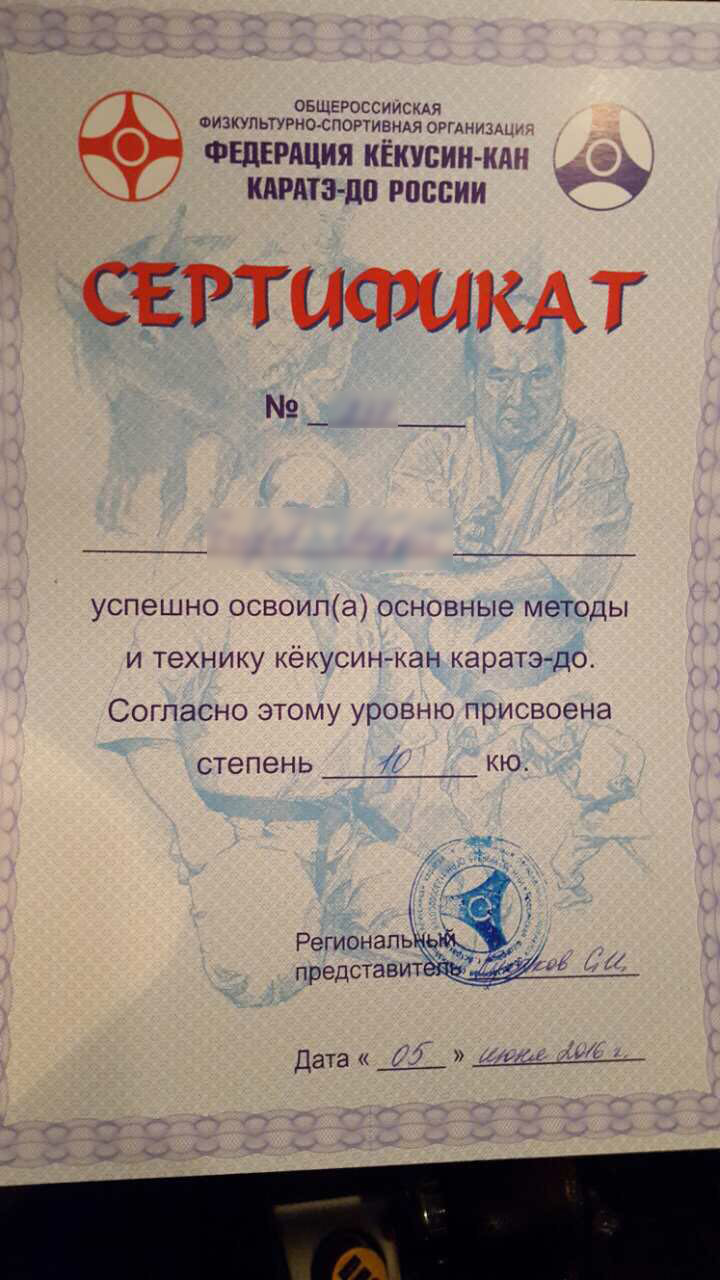 ОБЩЕРОССИЙСКАЯ
ФИЗКУЛЬТУРНО-СПОРТИВНАЯ ОРГАНИЗАЦИЯ
ФЕДЕРАЦИЯ КЁКУСИН-КАН
КАРАТЭ-ДО РОССИИ
СЕРТИФИКАТ
№
успешно освоил(а) основные методы
и технику кёкусин-кан каратэ-до.
Согласно этому уровню присвоена
степень 10 кю.
Региональный
представитель С.И.
Дата « 05 » июня 2016 г.